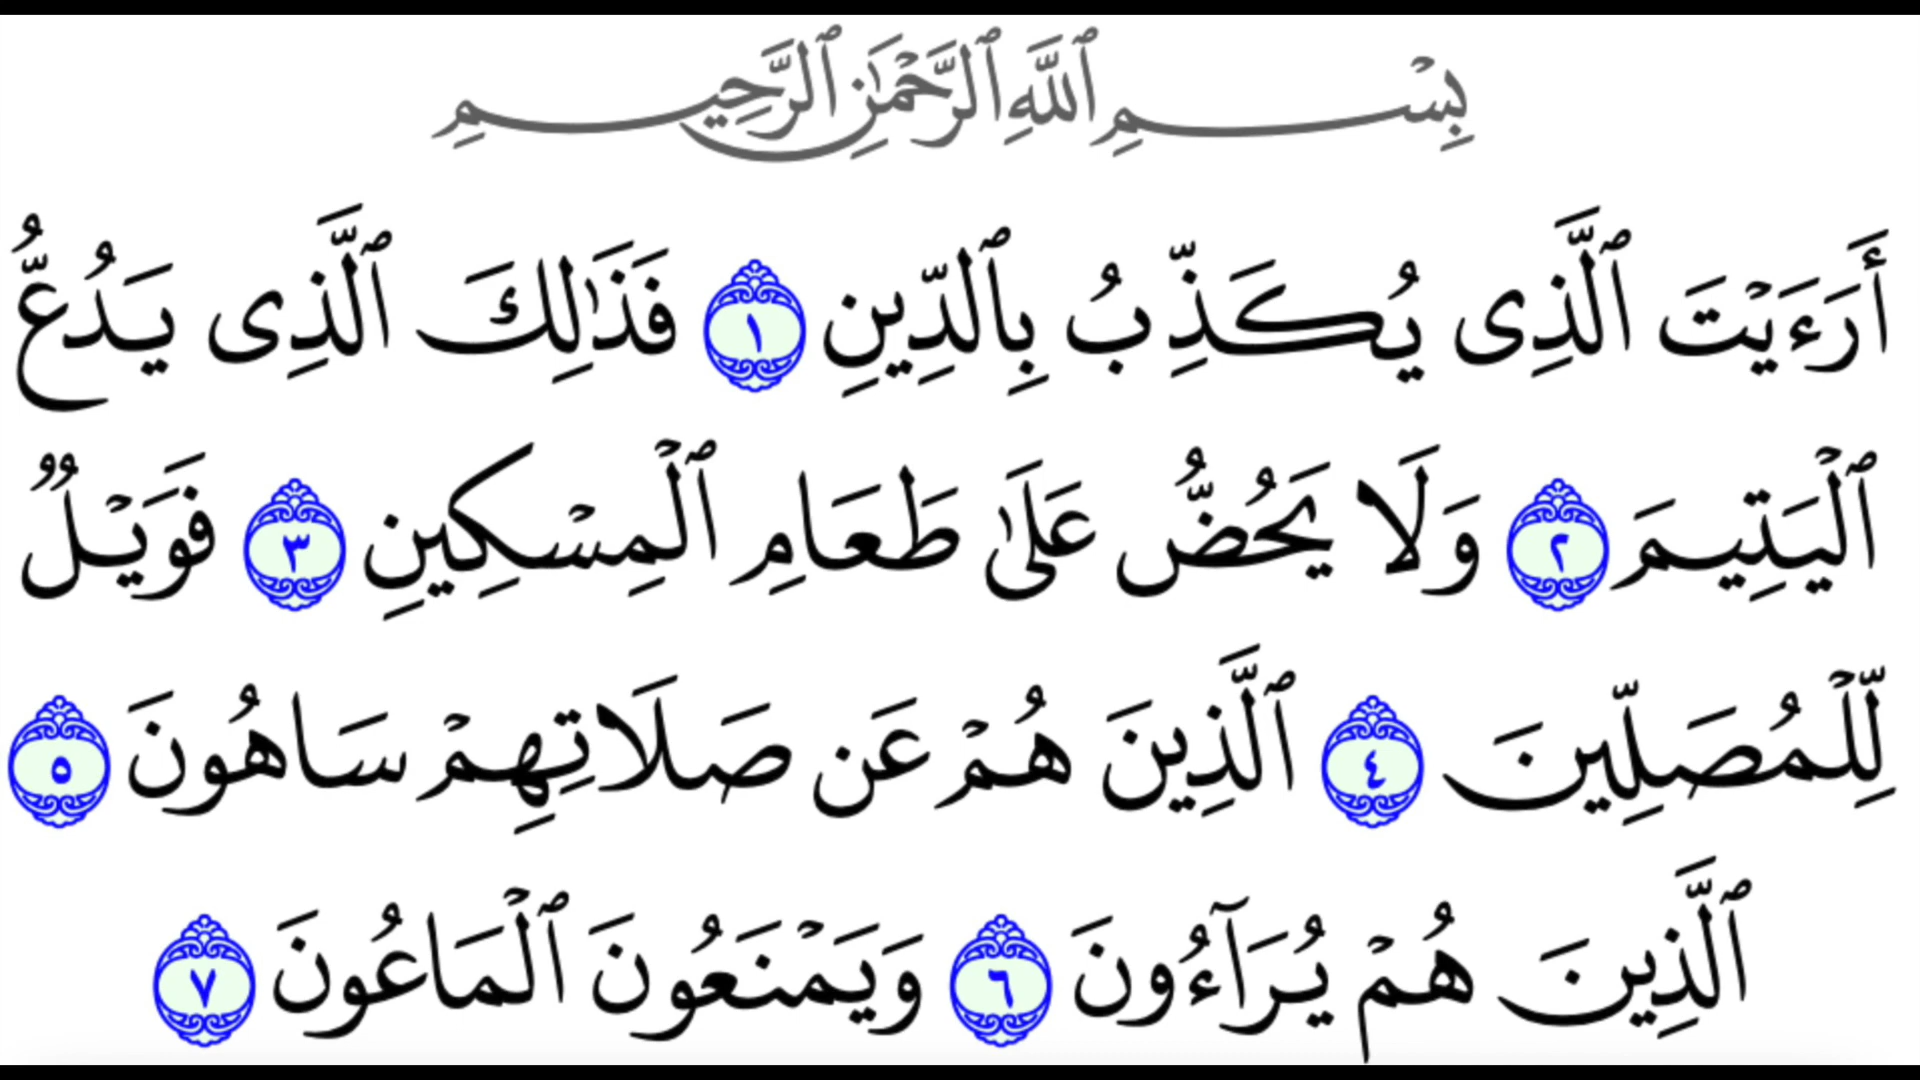 بِسْمِ ٱللَّهِ ٱلرَّحْمَٰنِ ٱلرَّحِيمِ
أَرَءَيْتَ ٱلَّذِى يُكَذِّبُ بِٱلدِّينِ ١ فَذَٰلِكَ ٱلَّذِى يَدُعُّ
ٱلْيَتِيمَ ٢ وَلَا يَحُضُّ عَلَىٰ طَعَامِ ٱلْمِسْكِينِ ٣ فَوَيْلٌ
لِّلْمُصَلِّينَ ٤ ٱلَّذِينَ هُمْ عَن صَلَاتِهِمْ سَاهُونَ ٥
ٱلَّذِينَ هُمْ يُرَآءُونَ ٦ وَيَمْنَعُونَ ٱلْمَاعُونَ ٧